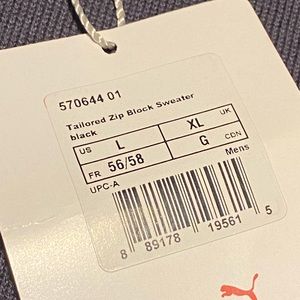 570644 01
Tailored Zip Block Sweater
black
US L XL UK
FR 56/58 G CDN
UPC-A Mens
8 89178 19561 5